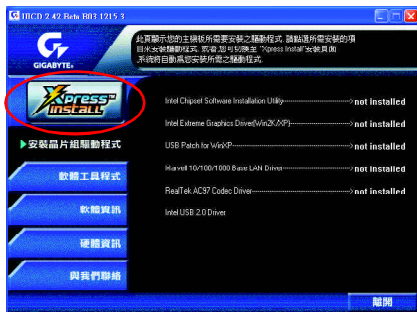 IUCD 2.42 Beta B03.1215.3
GIGABYTE
此頁顯示您的主機板所需要安裝之驅動程式. 請點選所需安裝的項
目來安裝驅動程式. 或者,您可切換至 "Xpress Install"安裝頁面
,系統將自動為您安裝所需之驅動程式.
Xpress
INSTALL
Intel Chipset Software Installation Utility-->not installed
Intel Extreme Graphics Driver(Win2K/XP)-->not installed
安裝晶片組驅動程式
USB Patch for WinXP-->not installed
Marvell 10/100/1000 Base LAN Driver-->not installed
軟體工具程式
RealTek AC97 Codec Driver-->not installed
軟體資訊
Intel USB 2.0 Driver
硬體資訊
與我們聯絡
離開